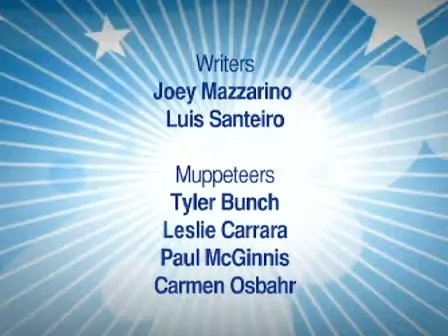 Writers
Joey Mazzarino
Luis Santeiro
Muppeteers
Tyler Bunch
Leslie Carrara
Paul McGinnis
Carmen Osbahr